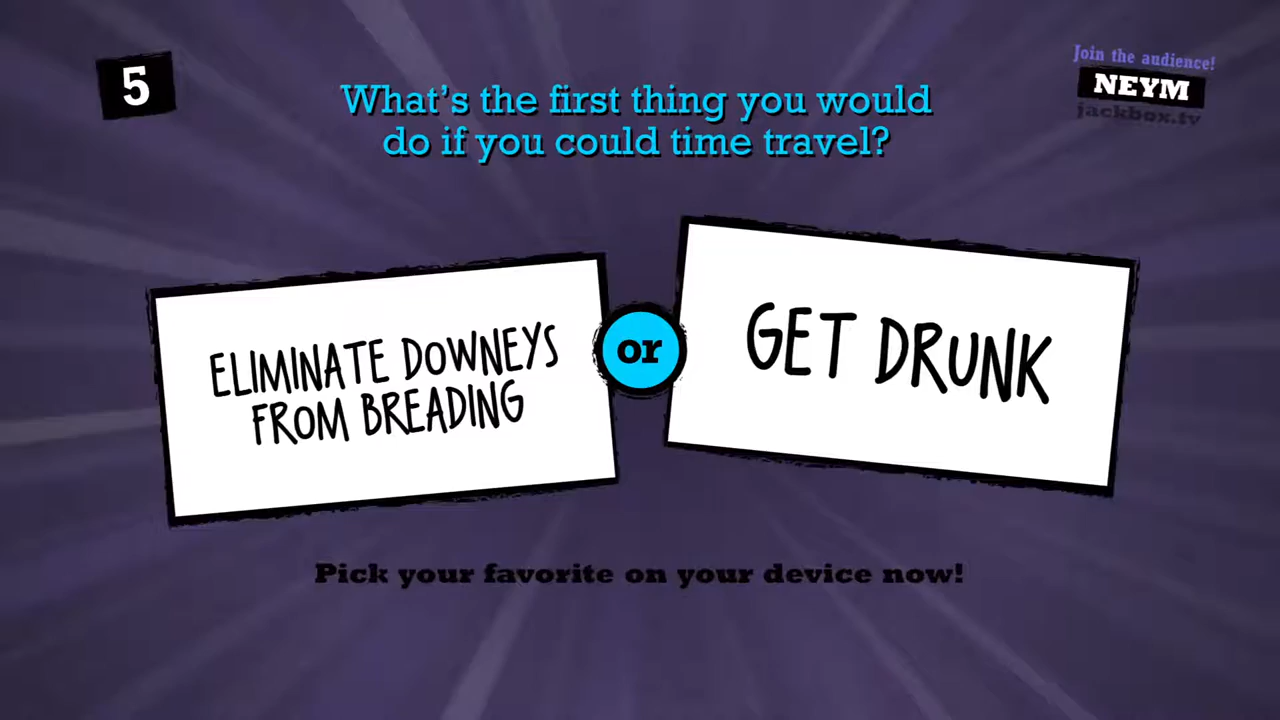 5
Join the audience!
NEYM
jackbox.tv
What's the first thing you would
do if you could time travel?
ELIMINATE DOWNEYS
FROM BREADING
or
GET DRUNK
Pick your favorite on your device now!